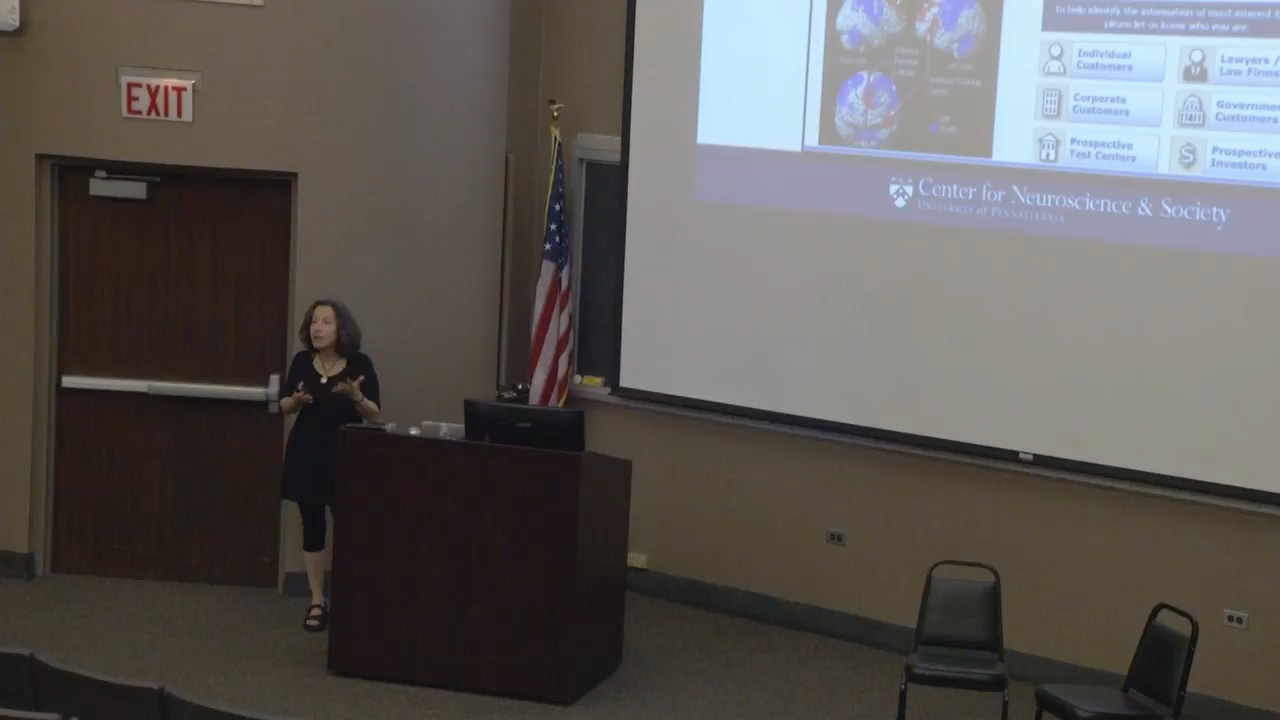 EXIT
to help identify the information of most interest
please let us know who you are.
Individual
Customers
Lawyers /
Law Firms
Corporate
Customers
Governme
Customers
Prospective
Test Centers
Prospective
Investors
Center for Neuroscience & Society
University of Pennsylvania